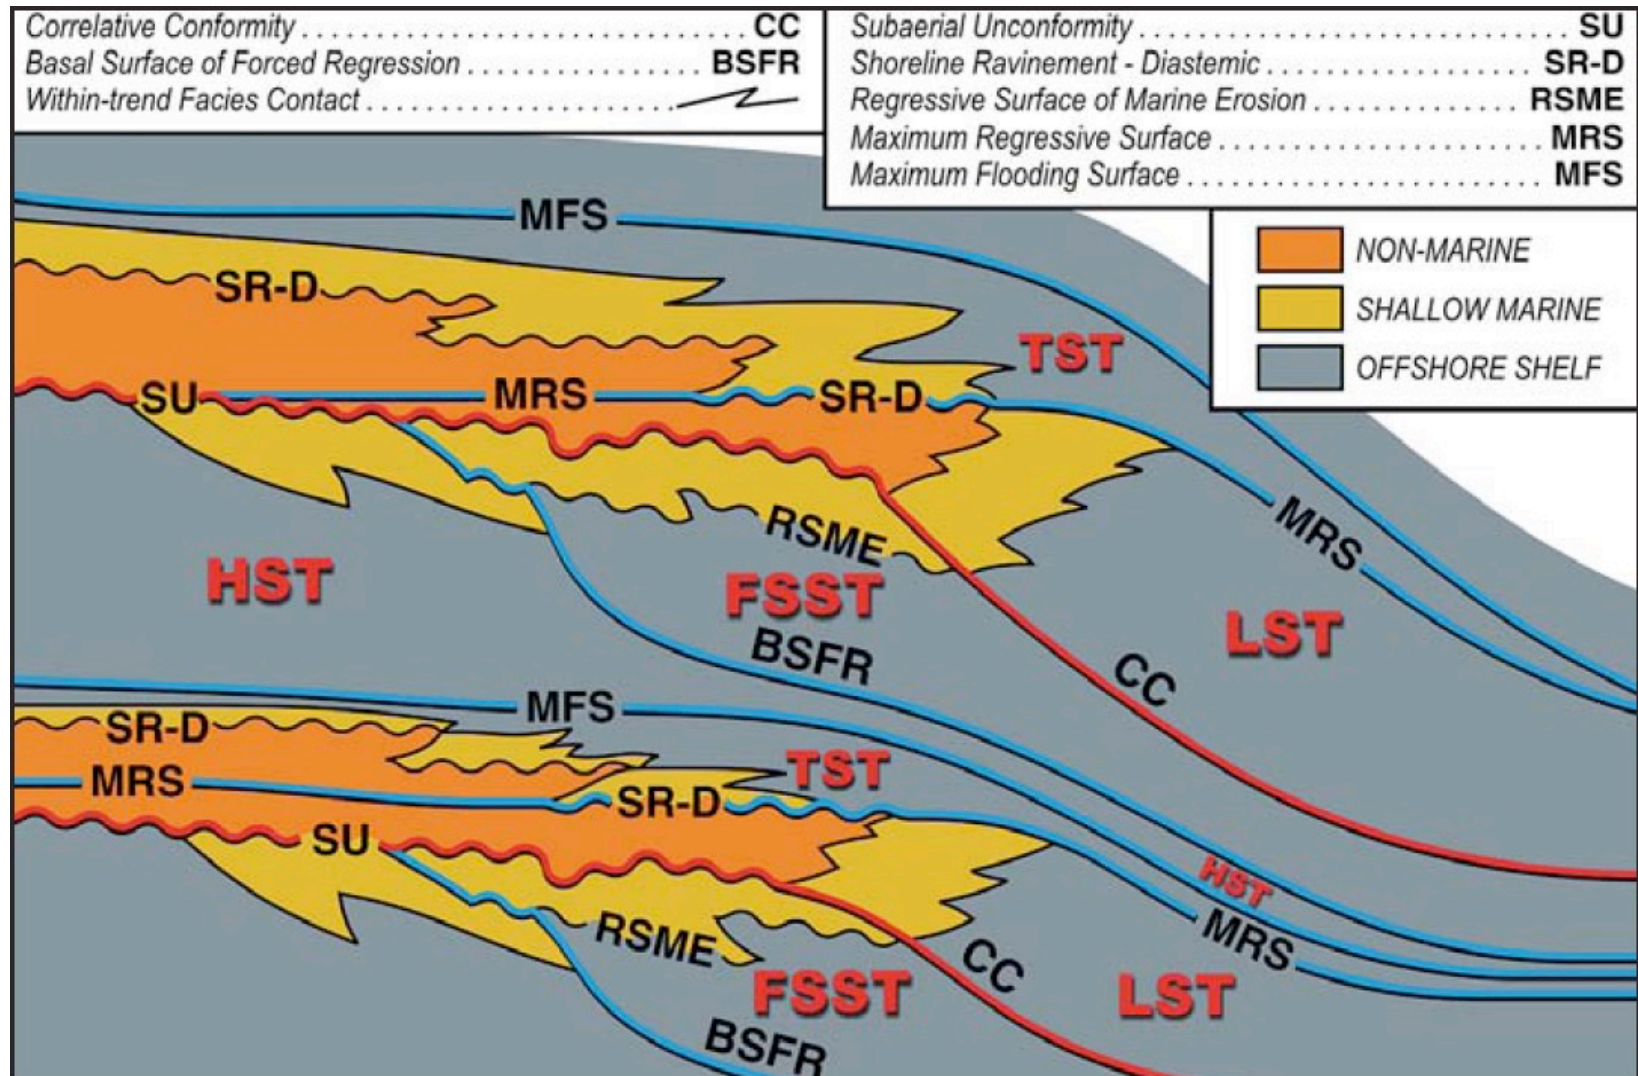 Correlative Conformity ........................................ CC
Basal Surface of Forced Regression ................... BSFR
Within-trend Facies Contact ..........................
Subaerial Unconformity ..................................... SU
Shoreline Ravinement - Diastemic ..................... SR-D
Regressive Surface of Marine Erosion ................ RSME
Maximum Regressive Surface ............................ MRS
Maximum Flooding Surface ............................... MFS
NON-MARINE
SHALLOW MARINE
OFFSHORE SHELF
MFS
SR-D
TST
SU
MRS
SR-D
RSME
MRS
HST
FSST
LST
BSFR
CC
MFS
SR-D
TST
MRS
SR-D
SU
HST
RSME
MRS
CC
FSST
LST
BSFR